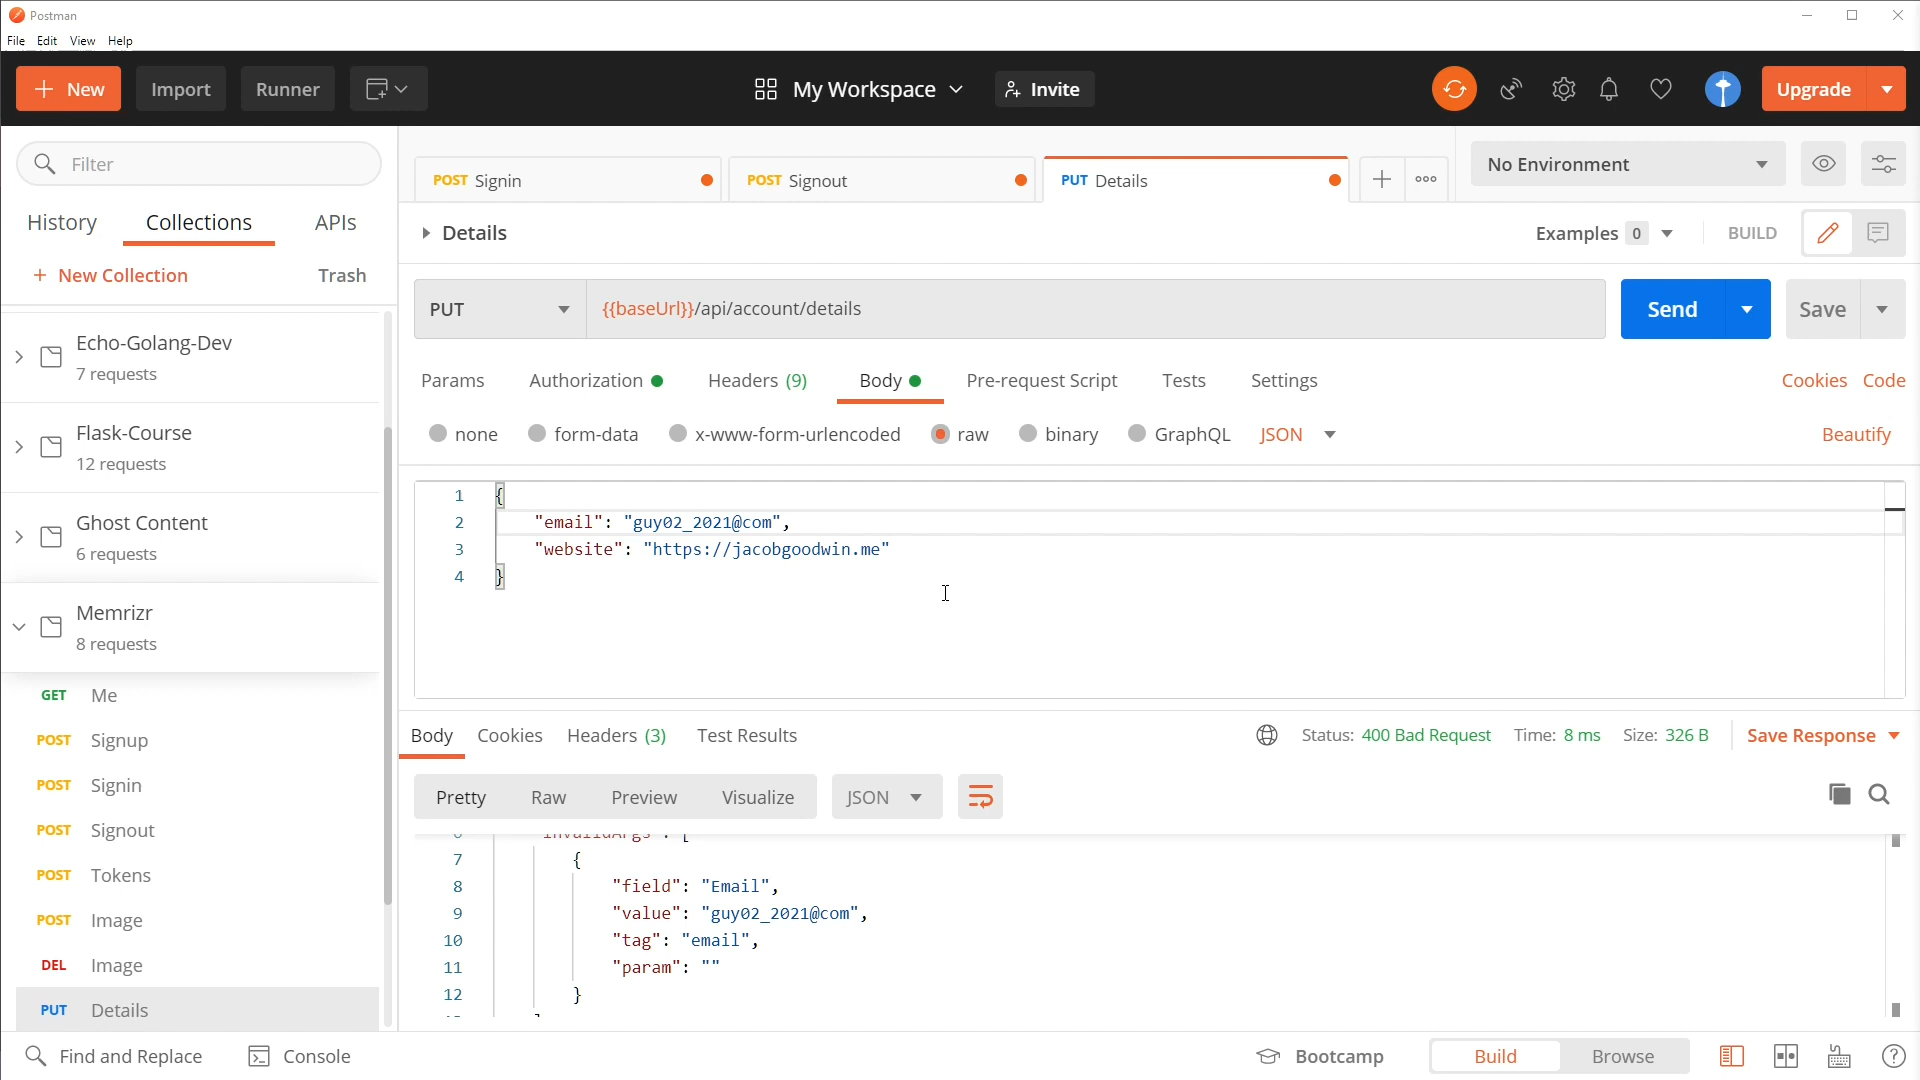 Postman
File Edit View Help
New Import Runner My Workspace Invite Upgrade
Filter
History Collections APIs
+ New Collection Trash
Echo-Golang-Dev
7 requests
Flask-Course
12 requests
Ghost Content
6 requests
Memrizr
8 requests
GET Me
POST Signup
POST Signin
POST Signout
POST Tokens
POST Image
DEL Image
PUT Details
POST Signin POST Signout PUT Details No Environment
Details Examples 0 BUILD
PUT {{baseUrl}}/api/account/details Send Save
Params Authorization Headers (9) Body Pre-request Script Tests Settings Cookies Code
none form-data x-www-form-urlencoded raw binary GraphQL JSON Beautify
1 {
2 "email": "guy02_2021@com",
3 "website": "https://jacobgoodwin.me"
4 }
Body Cookies Headers (3) Test Results Status: 400 Bad Request Time: 8 ms Size: 326 B Save Response
Pretty Raw Preview Visualize JSON
7 {
8 "field": "Email",
9 "value": "guy02_2021@com",
10 "tag": "email",
11 "param": ""
12 }
Find and Replace Console Bootcamp Build Browse